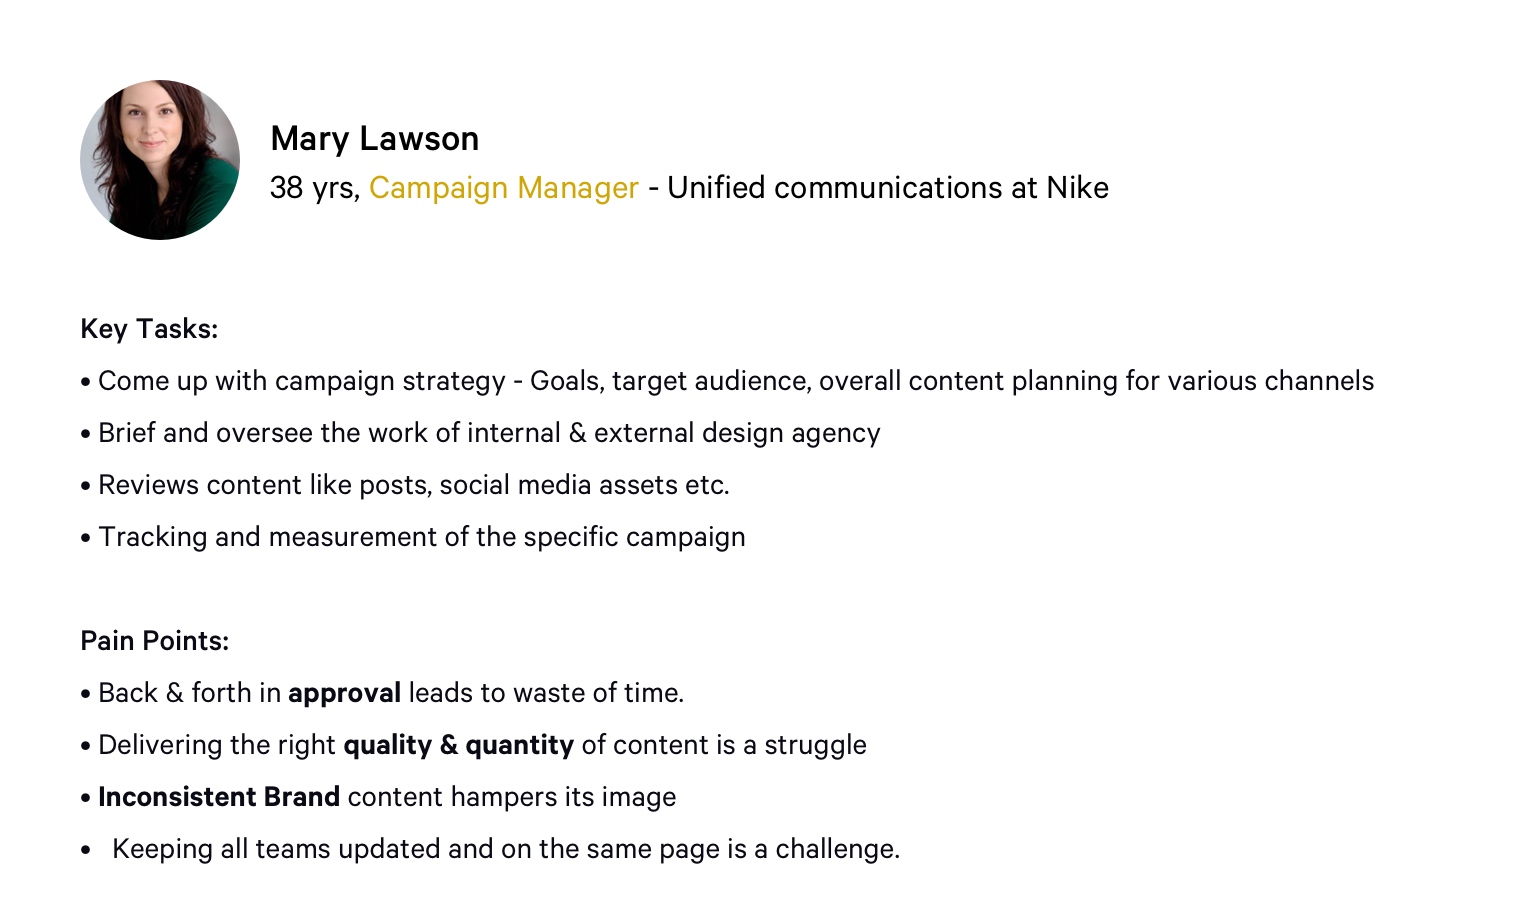 Mary Lawson
38 yrs, Campaign Manager - Unified communications at Nike
Key Tasks:
• Come up with campaign strategy - Goals, target audience, overall content planning for various channels
• Brief and oversee the work of internal & external design agency
• Reviews content like posts, social media assets etc.
• Tracking and measurement of the specific campaign
Pain Points:
• Back & forth in approval leads to waste of time.
• Delivering the right quality & quantity of content is a struggle
• Inconsistent Brand content hampers its image
• Keeping all teams updated and on the same page is a challenge.